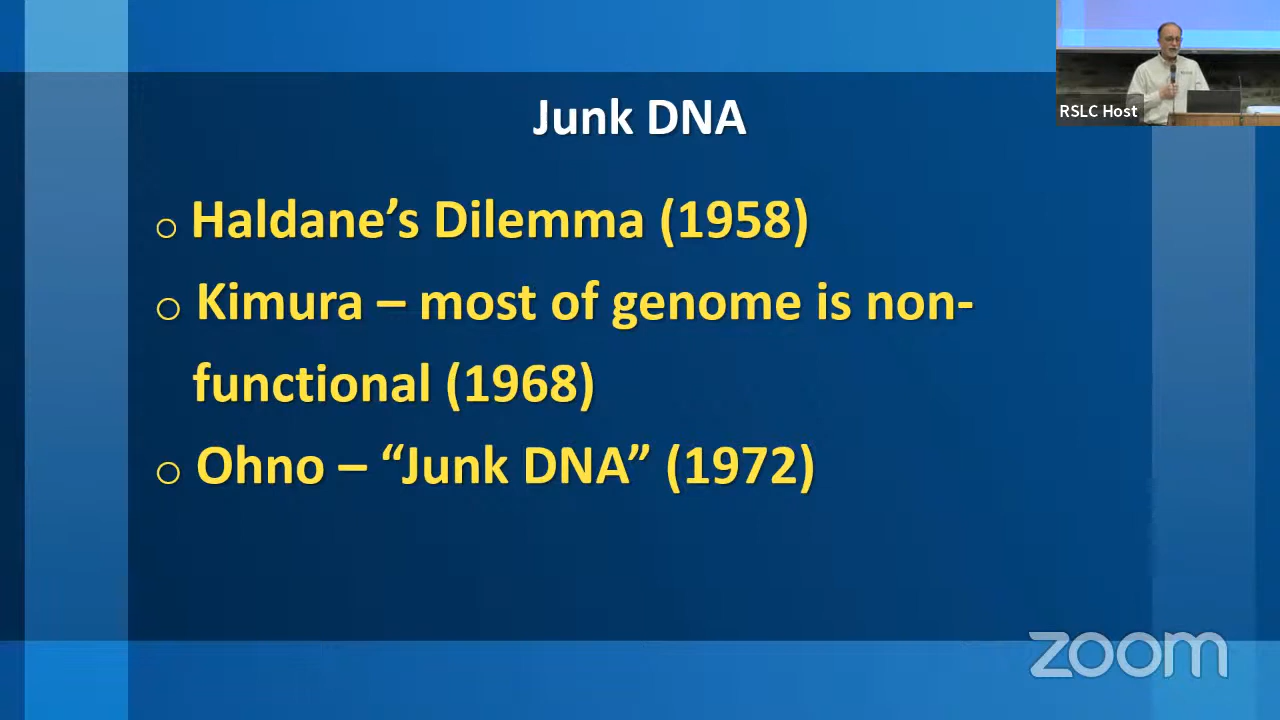 RSLC Host
Junk DNA
o Haldane’s Dilemma (1958)
o Kimura – most of genome is non-
functional (1968)
o Ohno – “Junk DNA” (1972)
zoom